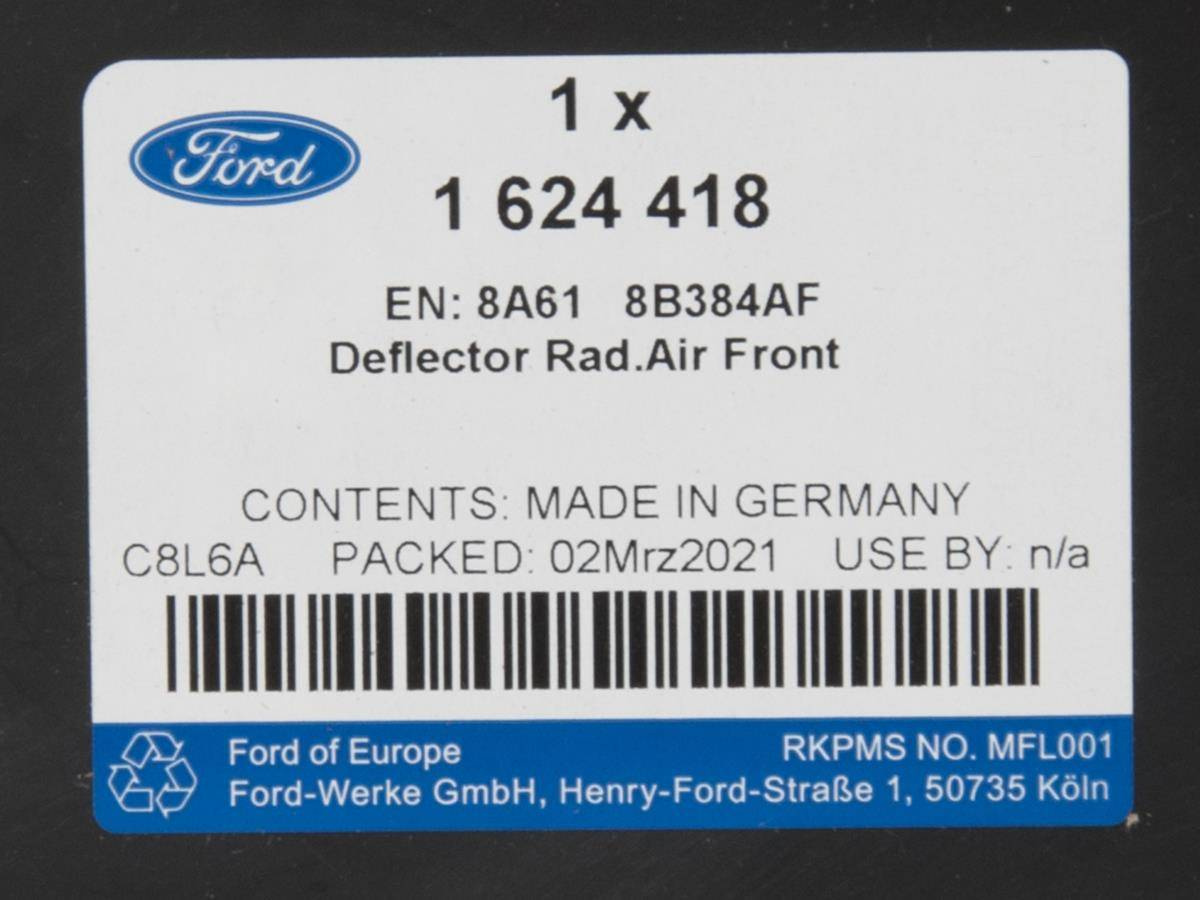 Ford
1 x
1 624 418
EN: 8A61 8B384AF
Deflector Rad.Air Front
CONTENTS: MADE IN GERMANY
C8L6A PACKED: 02Mrz2021 USE BY: n/a
Ford of Europe RKPMS NO. MFL001
Ford-Werke GmbH, Henry-Ford-Straße 1, 50735 Köln